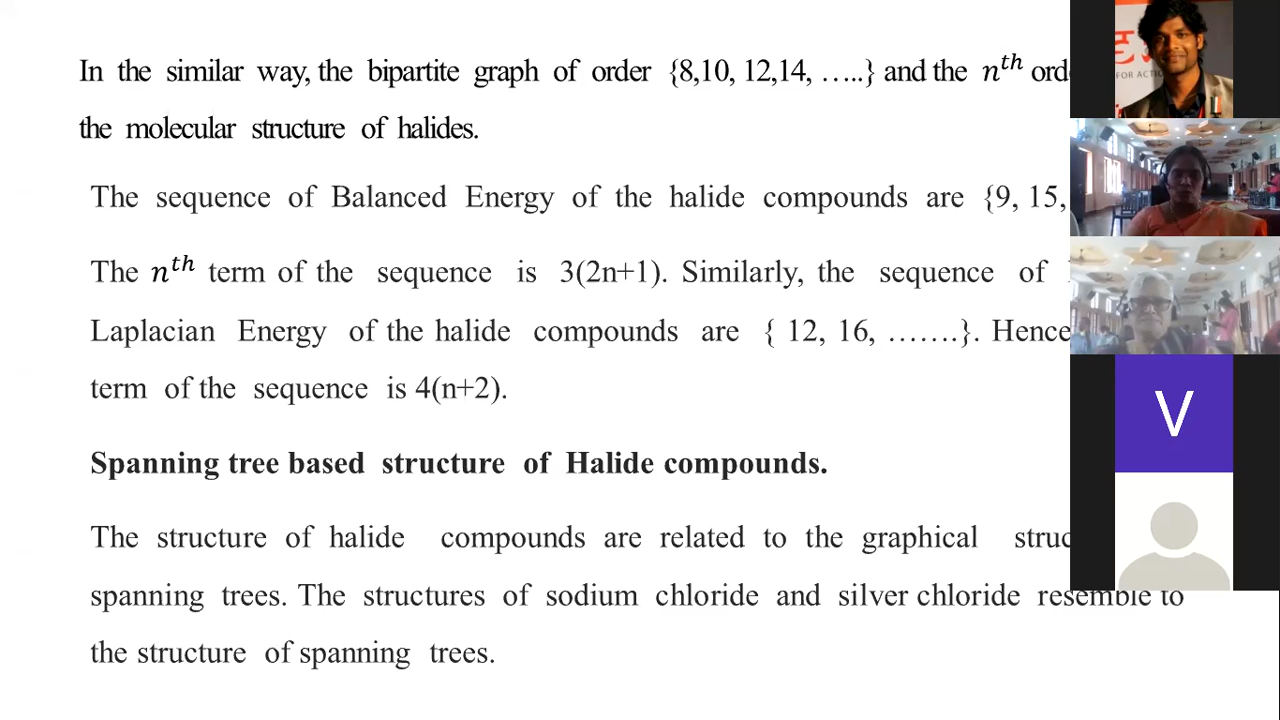 In the similar way, the bipartite graph of order {8,10, 12,14, …..} and the nᵗʰ
the molecular structure of halides.
The sequence of Balanced Energy of the halide compounds are {9, 15,
The nᵗʰ term of the sequence is 3(2n+1). Similarly, the sequence of
Laplacian Energy of the halide compounds are { 12, 16, …….}. Hence
term of the sequence is 4(n+2).
Spanning tree based structure of Halide compounds.
The structure of halide compounds are related to the graphical
spanning trees. The structures of sodium chloride and silver chloride resemble to
the structure of spanning trees.
FOR
V